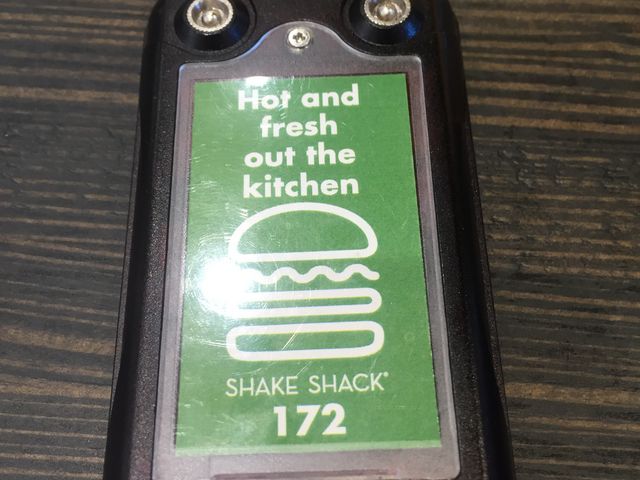 Hot and
fresh
out the
kitchen
SHAKE SHACK®
172